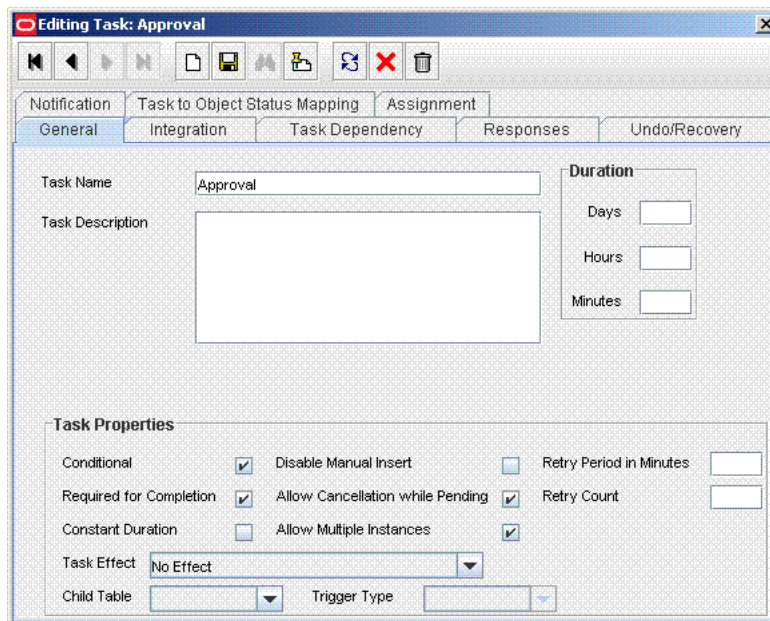 Editing Task: Approval
Notification Task to Object Status Mapping Assignment
General Integration Task Dependency Responses Undo/Recovery
Task Name Approval
Duration
Days
Task Description
Hours
Minutes
Task Properties
Conditional Disable Manual Insert Retry Period in Minutes
Required for Completion Allow Cancellation while Pending Retry Count
Constant Duration Allow Multiple Instances
Task Effect No Effect
Child Table Trigger Type